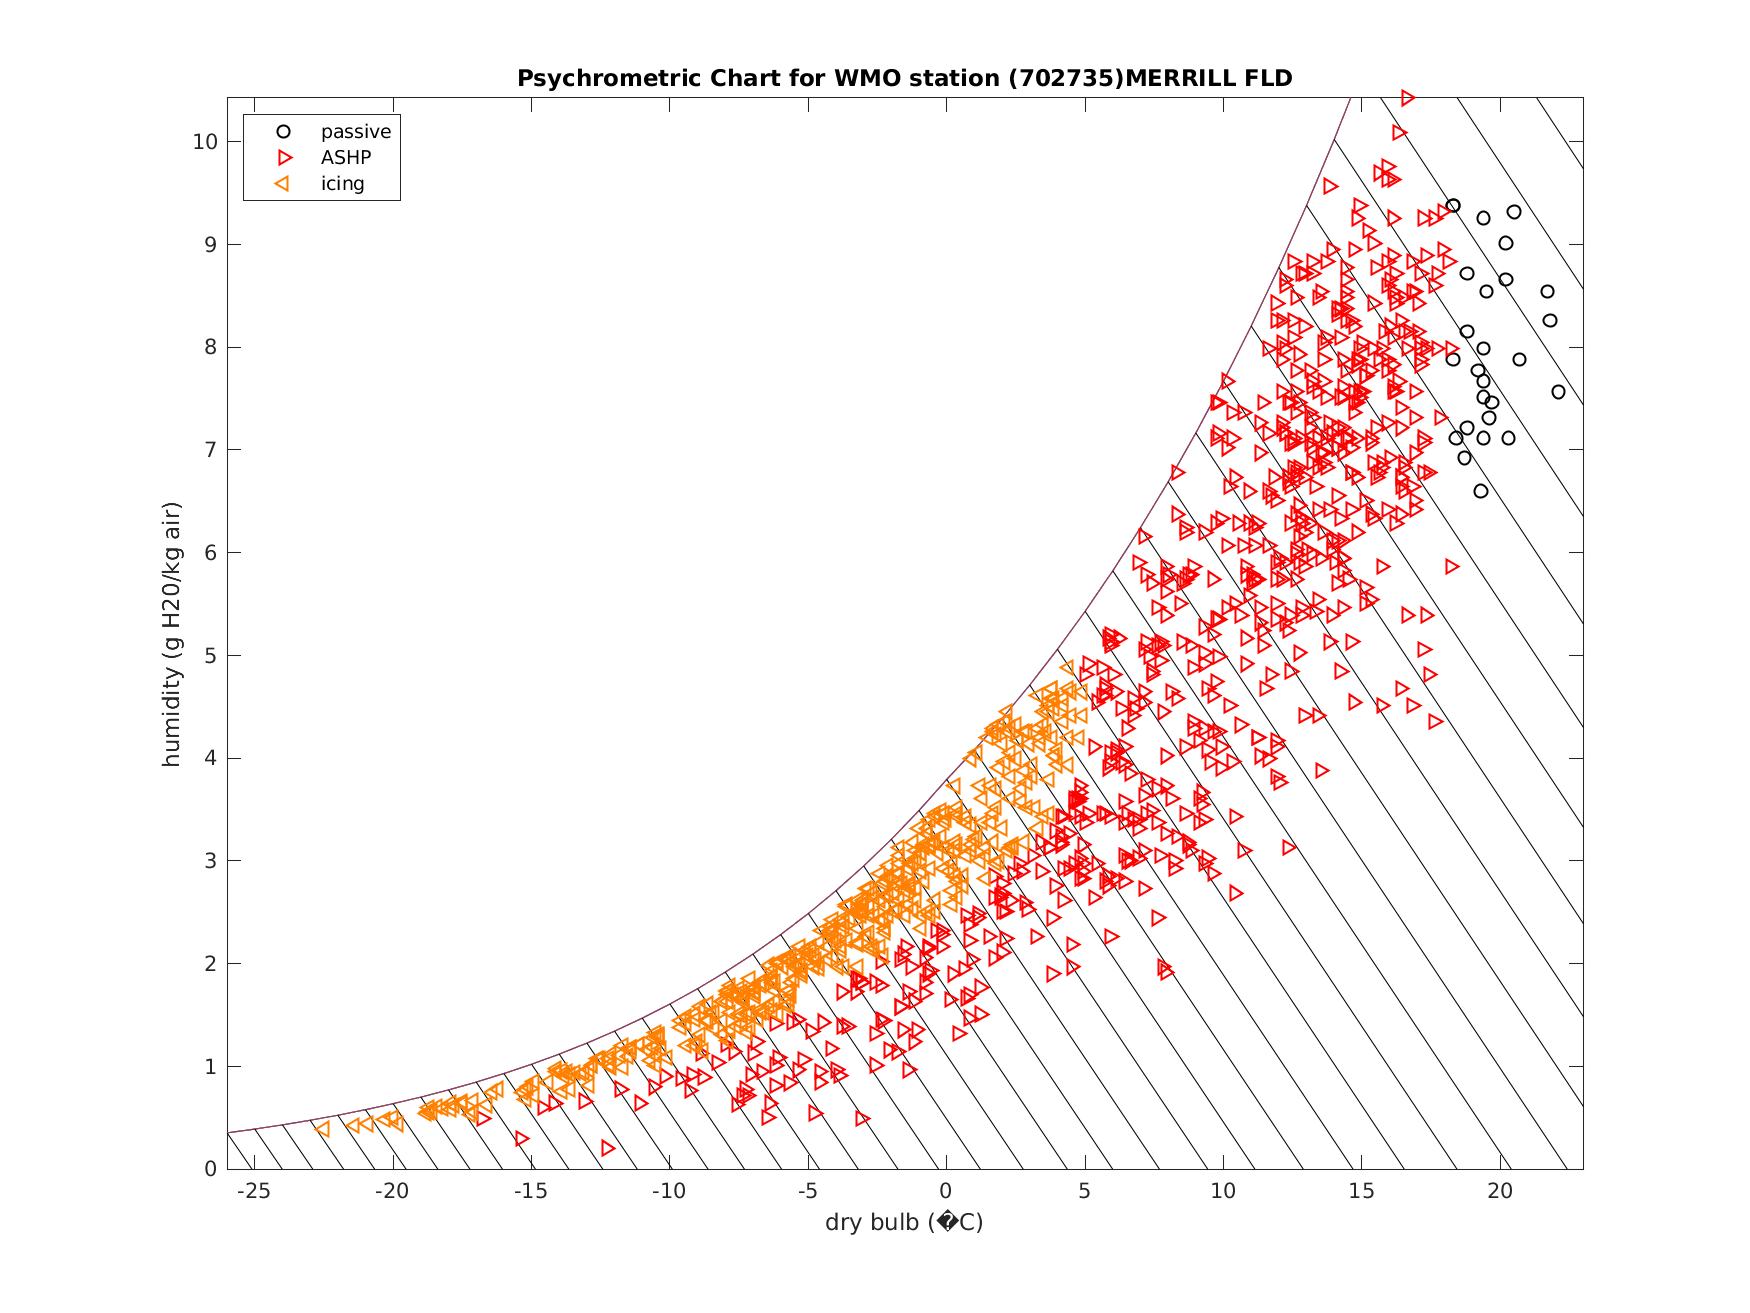 Psychrometric Chart for WMO station (702735)MERRILL FLD
passive
ASHP
icing
humidity (g H20/kg air)
10
9
8
7
6
5
4
3
2
1
0
-25 -20 -15 -10 -5 0 5 10 15 20
dry bulb (�C)